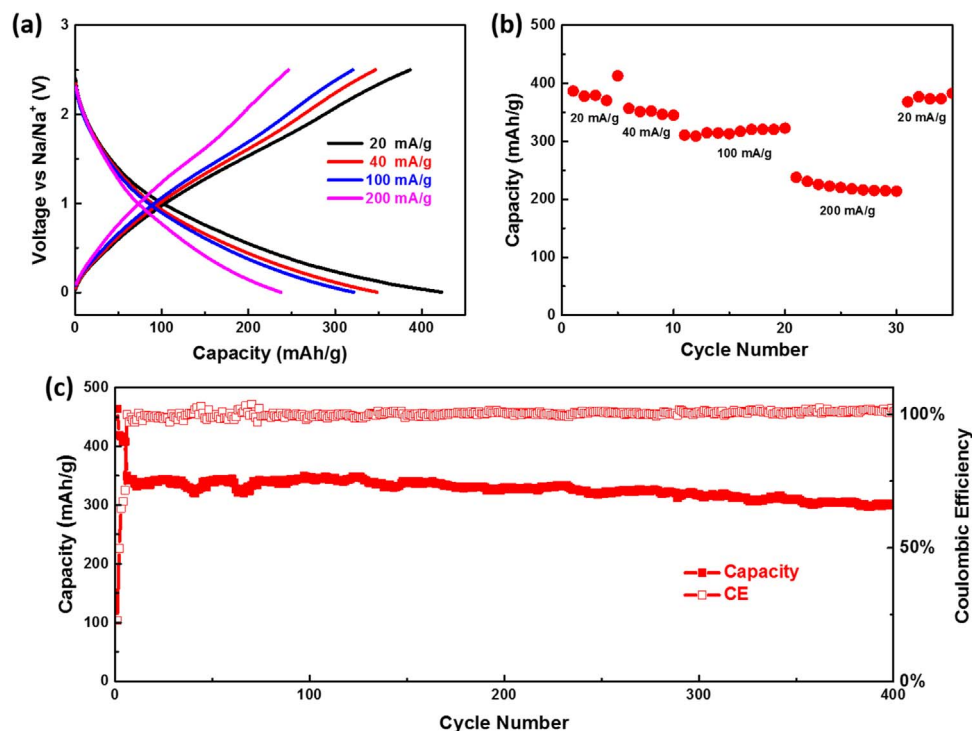 (a)
3
2
1
0
Voltage vs Na/Na+ (V)
20 mA/g
40 mA/g
100 mA/g
200 mA/g
0 100 200 300 400
Capacity (mAh/g)
(b)
500
400
300
200
100
0
Capacity (mAh/g)
20 mA/g
40 mA/g
100 mA/g
200 mA/g
20 mA/g
0 10 20 30
Cycle Number
(c)
500
400
300
200
100
0
Capacity (mAh/g)
100%
50%
0%
Coulombic Efficiency
Capacity
CE
0 100 200 300 400
Cycle Number